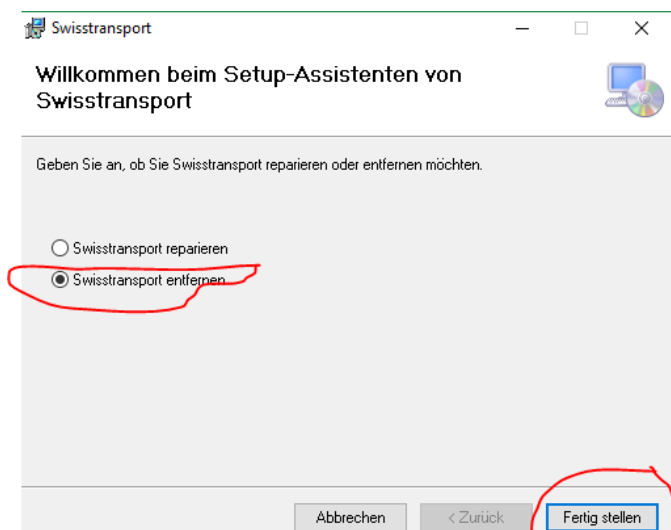 Swisstransport
Willkommen beim Setup-Assistenten von
Swisstransport
Geben Sie an, ob Sie Swisstransport reparieren oder entfernen möchten.
Swisstransport reparieren
Swisstransport entfernen
Abbrechen
< Zurück
Fertig stellen